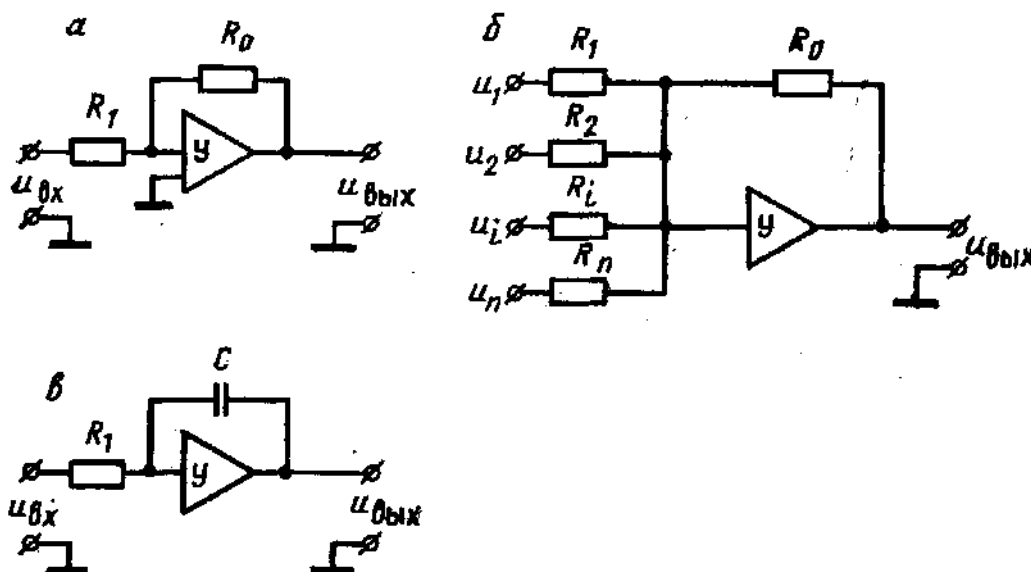 а
R₀
R₁
У
uвх
uвых
б
R₁
R₀
u₁
R₂
u₂
Rᵢ
uᵢ
У
Rₙ
uₙ
uвых
в
C
R₁
У
uвх
uвых